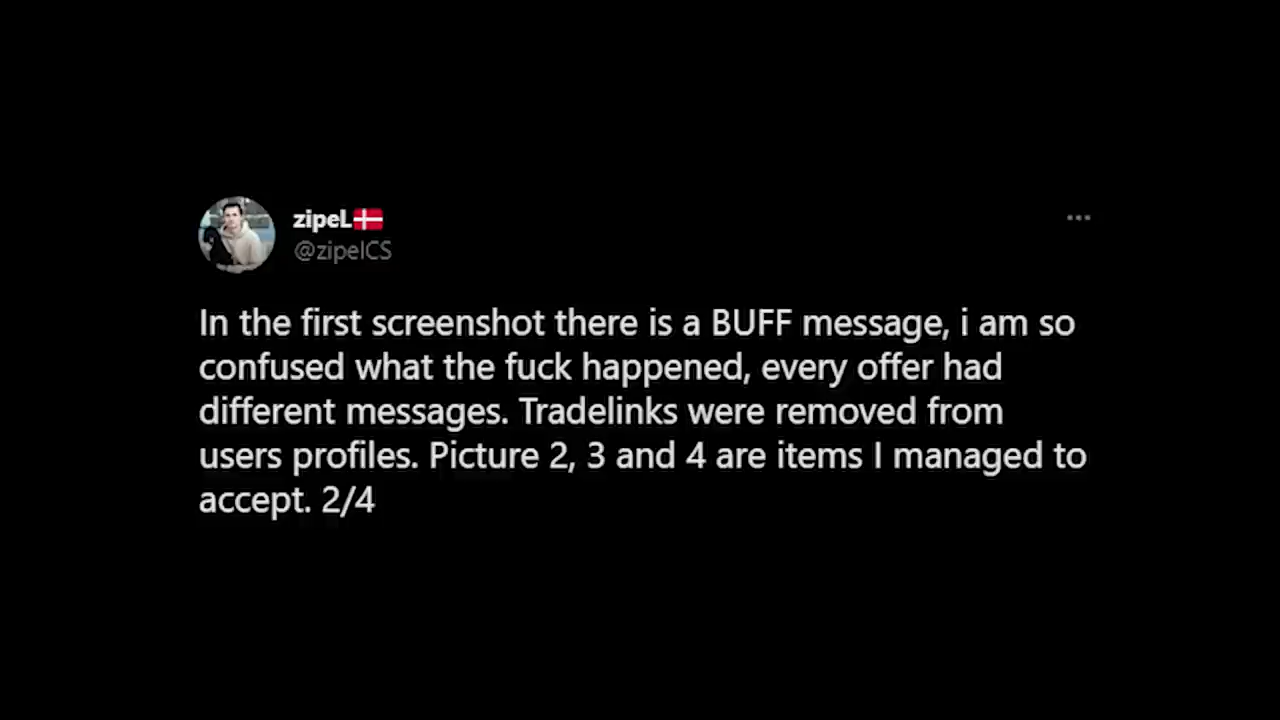 zipeL🇩🇰
@zipelCS
In the first screenshot there is a BUFF message, i am so
confused what the fuck happened, every offer had
different messages. Tradelinks were removed from
users profiles. Picture 2, 3 and 4 are items I managed to
accept. 2/4